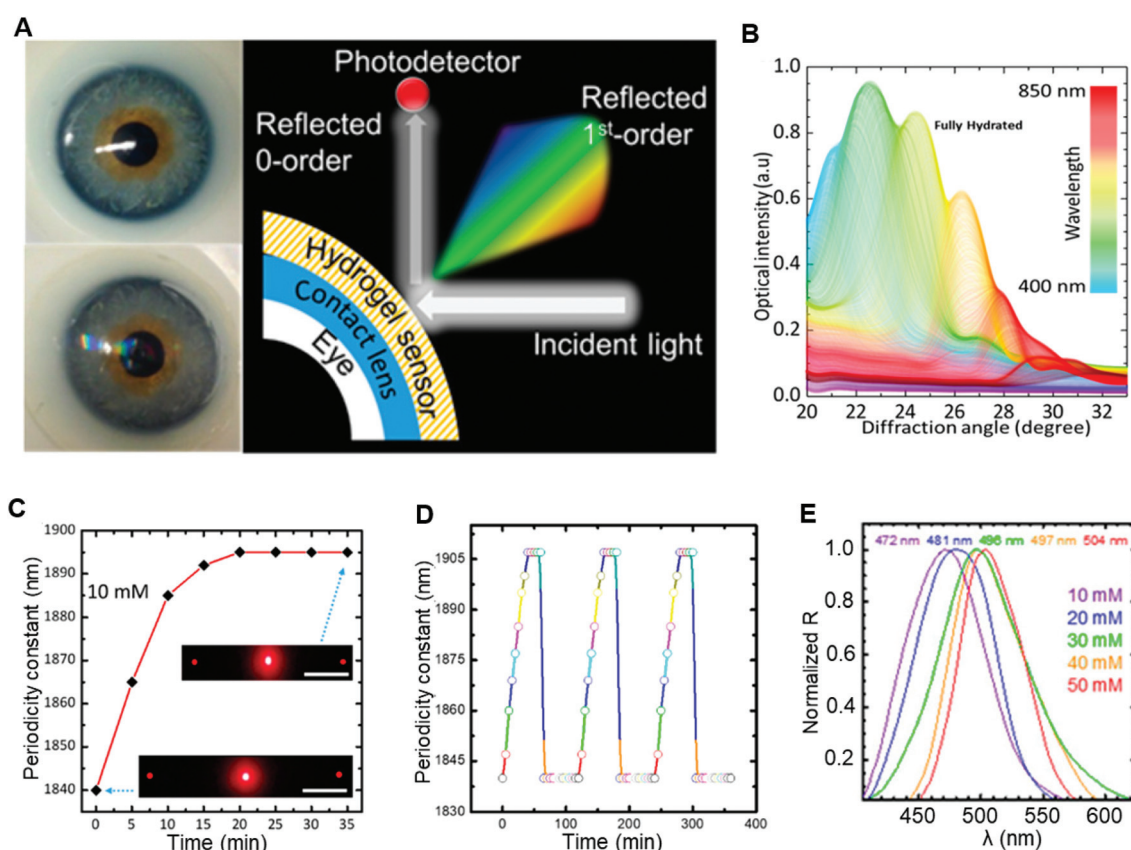 A
Photodetector
Reflected
0-order
Reflected
1st-order
Hydrogel sensor
Contact lens
Eye
Incident light
B
Optical intensity (a.u)
1.0
0.8
0.6
0.4
0.2
0.0
20 22 24 26 28 30 32
Diffraction angle (degree)
Fully Hydrated
850 nm
Wavelength
400 nm
C
Periodicity constant (nm)
1900
1890
1880
1870
1860
1850
1840
0 5 10 15 20 25 30 35
Time (min)
10 mM
D
Periodicity constant (nm)
1905
1890
1875
1860
1845
1830
0 100 200 300 400
Time (min)
E
Normalized R
1.0
0.8
0.6
0.4
0.2
450 500 550 600
λ (nm)
472 nm 481 nm 496 nm 497 nm 504 nm
10 mM
20 mM
30 mM
40 mM
50 mM